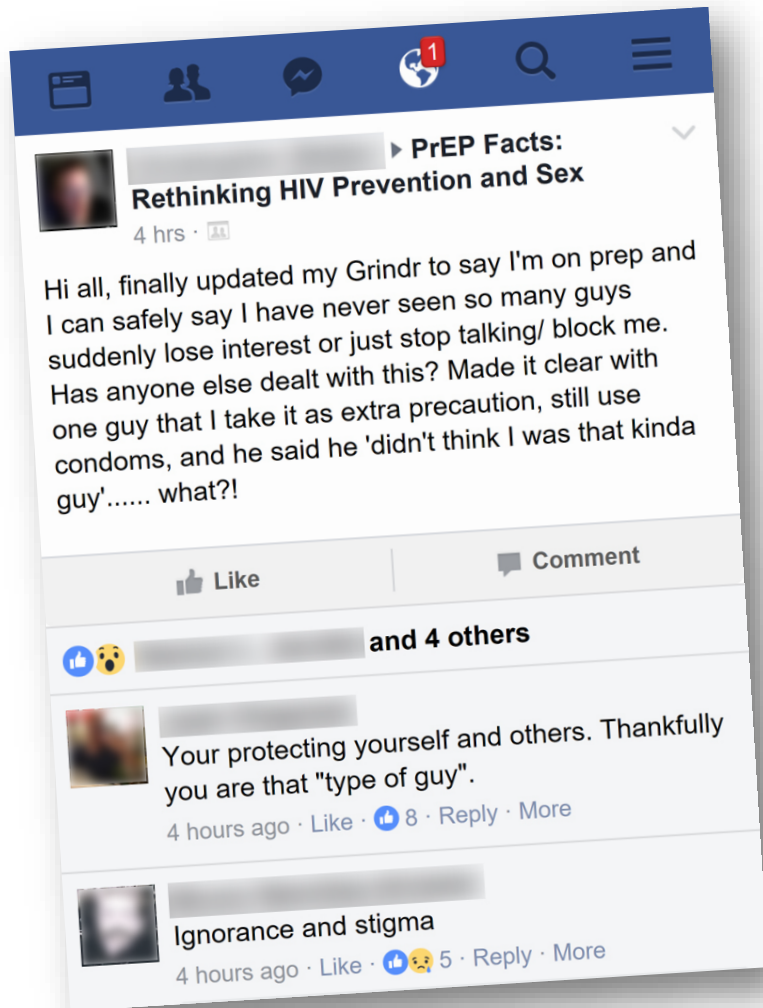 1
PrEP Facts:
Rethinking HIV Prevention and Sex
4 hrs ·
Hi all, finally updated my Grindr to say I'm on prep and
I can safely say I have never seen so many guys
suddenly lose interest or just stop talking/ block me.
Has anyone else dealt with this? Made it clear with
one guy that I take it as extra precaution, still use
condoms, and he said he 'didn't think I was that kinda
guy'...... what?!
Like
Comment
and 4 others
Your protecting yourself and others. Thankfully
you are that "type of guy".
4 hours ago · Like · 8 · Reply · More
Ignorance and stigma
4 hours ago · Like · 5 · Reply · More